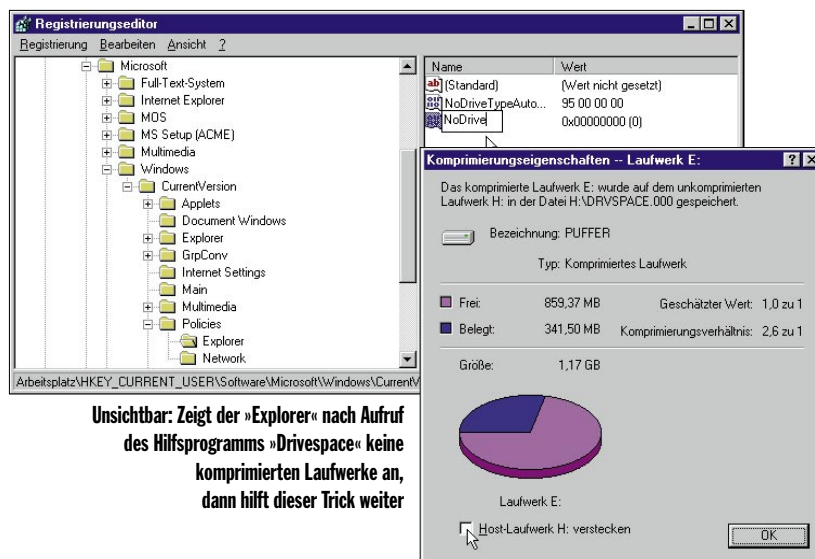 Registrierungseditor
Registrierung Bearbeiten Ansicht ?
Microsoft
Full-Text-System
Internet Explorer
MOS
MS Setup (ACME)
Multimedia
Windows
CurrentVersion
Applets
Document Windows
Explorer
GrpConv
Internet Settings
Main
Multimedia
Policies
Explorer
Network
Name Wert
ab (Standard) (Wert nicht gesetzt)
NoDriveTypeAuto... 95 00 00 00
NoDrive 0x00000000 (0)
Arbeitsplatz\HKEY_CURRENT_USER\Software\Microsoft\Windows\CurrentV
Komprimierungseigenschaften -- Laufwerk E:
Das komprimierte Laufwerk E: wurde auf dem unkomprimierten
Laufwerk H: in der Datei H:\DRVSPACE.000 gespeichert.
Bezeichnung: PUFFER
Typ: Komprimiertes Laufwerk
Frei: 859,37 MB Geschätzter Wert: 1,0 zu 1
Belegt: 341,50 MB Komprimierungsverhältnis: 2,6 zu 1
Größe: 1,17 GB
Laufwerk E:
Host-Laufwerk H: verstecken
OK
Unsichtbar: Zeigt der »Explorer« nach Aufruf
des Hilfsprogramms »Drivespace« keine
komprimierten Laufwerke an,
dann hilft dieser Trick weiter